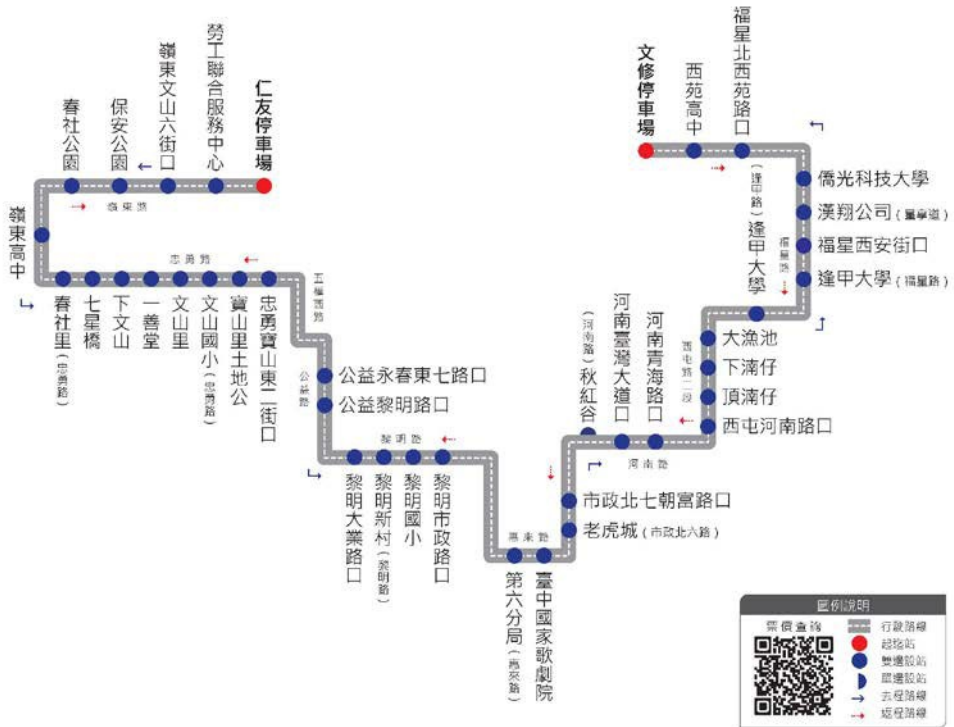 仁友停車場
勞工聯合服務中心
嶺東文山六街口
保安公園
春社公園
嶺東路
嶺東高中
忠勇路
春社里(忠勇路)
七星橋
下文山
一善堂
文山里
文山國小(忠勇路)
寶山里土地公
忠勇寶山東二街口
五權西路
公益路
公益永春東七路口
公益黎明路口
黎明路
黎明大業路口
黎明新村(黎明路)
黎明國小
黎明市政路口
惠來路
第六分局(惠來路)
臺中國家歌劇院
老虎城(市政北六路)
市政北七朝富路口
(河南路)秋紅谷
河南臺灣大道口
河南青海路口
河南路
西屯河南路口
頂湳仔
下湳仔
大漁池
西屯路二段
(逢甲路)逢甲大學
福星路
逢甲大學(福星路)
福星西安街口
漢翔公司(量享道)
僑光科技大學
福星北西苑路口
西苑高中
文修停車場
圖例說明
票價查詢
行駛路線
起訖站
雙邊設站
單邊設站
去程路線
返程路線